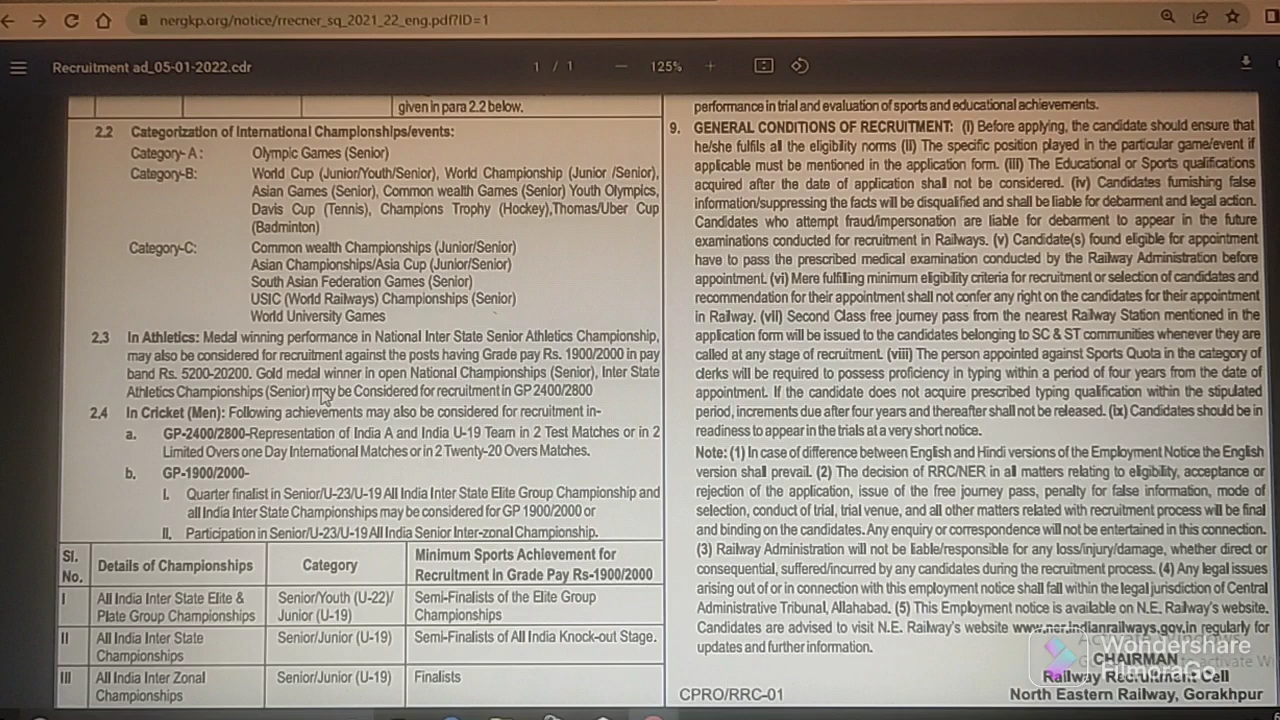 nergkp.org/notice/rrecner_sq_2021_22_eng.pdf?ID=1
Recruitment ad_05-01-2022.cdr
1 / 1
125%
given in para 2.2 below.
2.2 Categorization of International Championships/events:
Category- A : Olympic Games (Senior)
Category-B: World Cup (Junior/Youth/Senior), World Championship (Junior /Senior),
Asian Games (Senior), Common wealth Games (Senior) Youth Olympics,
Davis Cup (Tennis), Champions Trophy (Hockey),Thomas/Uber Cup
(Badminton)
Category-C: Common wealth Championships (Junior/Senior)
Asian Championships/Asia Cup (Junior/Senior)
South Asian Federation Games (Senior)
USIC (World Railways) Championships (Senior)
World University Games
2.3 In Athletics: Medal winning performance in National Inter State Senior Athletics Championship,
may also be considered for recruitment against the posts having Grade pay Rs. 1900/2000 in pay
band Rs. 5200-20200. Gold medal winner in open National Championships (Senior), Inter State
Athletics Championships (Senior) may be Considered for recruitment in GP 2400/2800
2.4 In Cricket (Men): Following achievements may also be considered for recruitment in-
a. GP-2400/2800-Representation of India A and India U-19 Team in 2 Test Matches or in 2
Limited Overs one Day International Matches or in 2 Twenty-20 Overs Matches.
b. GP-1900/2000-
I. Quarter finalist in Senior/U-23/U-19 All India Inter State Elite Group Championship and
all India Inter State Championships may be considered for GP 1900/2000 or
II. Participation in Senior/U-23/U-19 All India Senior Inter-zonal Championship.
Sl. No. Details of Championships Category Minimum Sports Achievement for
Recruitment in Grade Pay Rs-1900/2000
I All India Inter State Elite & Senior/Youth (U-22)/ Semi-Finalists of the Elite Group
Plate Group Championships Junior (U-19) Championships
II All India Inter State Senior/Junior (U-19) Semi-Finalists of All India Knock-out Stage.
Championships
III All India Inter Zonal Senior/Junior (U-19) Finalists
Championships
performance in trial and evaluation of sports and educational achievements.
9. GENERAL CONDITIONS OF RECRUITMENT: (i) Before applying, the candidate should ensure that
he/she fulfils all the eligibility norms (ii) The specific position played in the particular game/event if
applicable must be mentioned in the application form. (iii) The Educational or Sports qualifications
acquired after the date of application shall not be considered. (iv) Candidates furnishing false
information/suppressing the facts will be disqualified and shall be liable for debarment and legal action.
Candidates who attempt fraud/impersonation are liable for debarment to appear in the future
examinations conducted for recruitment in Railways. (v) Candidate(s) found eligible for appointment
have to pass the prescribed medical examination conducted by the Railway Administration before
appointment. (vi) Mere fulfilling minimum eligibility criteria for recruitment or selection of candidates and
recommendation for their appointment shall not confer any right on the candidates for their appointment
in Railway. (vii) Second Class free journey pass from the nearest Railway Station mentioned in the
application form will be issued to the candidates belonging to SC & ST communities whenever they are
called at any stage of recruitment. (viii) The person appointed against Sports Quota in the category of
clerks will be required to possess proficiency in typing within a period of four years from the date of
appointment. If the candidate does not acquire prescribed typing qualification within the stipulated
period, increments due after four years and thereafter shall not be released. (ix) Candidates should be in
readiness to appear in the trials at a very short notice.
Note: (1) In case of difference between English and Hindi versions of the Employment Notice the English
version shall prevail. (2) The decision of RRC/NER in all matters relating to eligibility, acceptance or
rejection of the application, issue of the free journey pass, penalty for false information, mode of
selection, conduct of trial, trial venue, and all other matters related with recruitment process will be final
and binding on the candidates. Any enquiry or correspondence will not be entertained in this connection.
(3) Railway Administration will not be liable/responsible for any loss/injury/damage, whether direct or
consequential, suffered/incurred by any candidates during the recruitment process. (4) Any legal issues
arising out of or in connection with this employment notice shall fall within the legal jurisdiction of Central
Administrative Tribunal, Allahabad. (5) This Employment notice is available on N.E. Railway's website.
Candidates are advised to visit N.E. Railway's website www.ner.indianrailways.gov.in regularly for
updates and further information.
CHAIRMAN
Railway Recruitment Cell
CPRO/RRC-01 North Eastern Railway, Gorakhpur
Wondershare
FilmoraGo